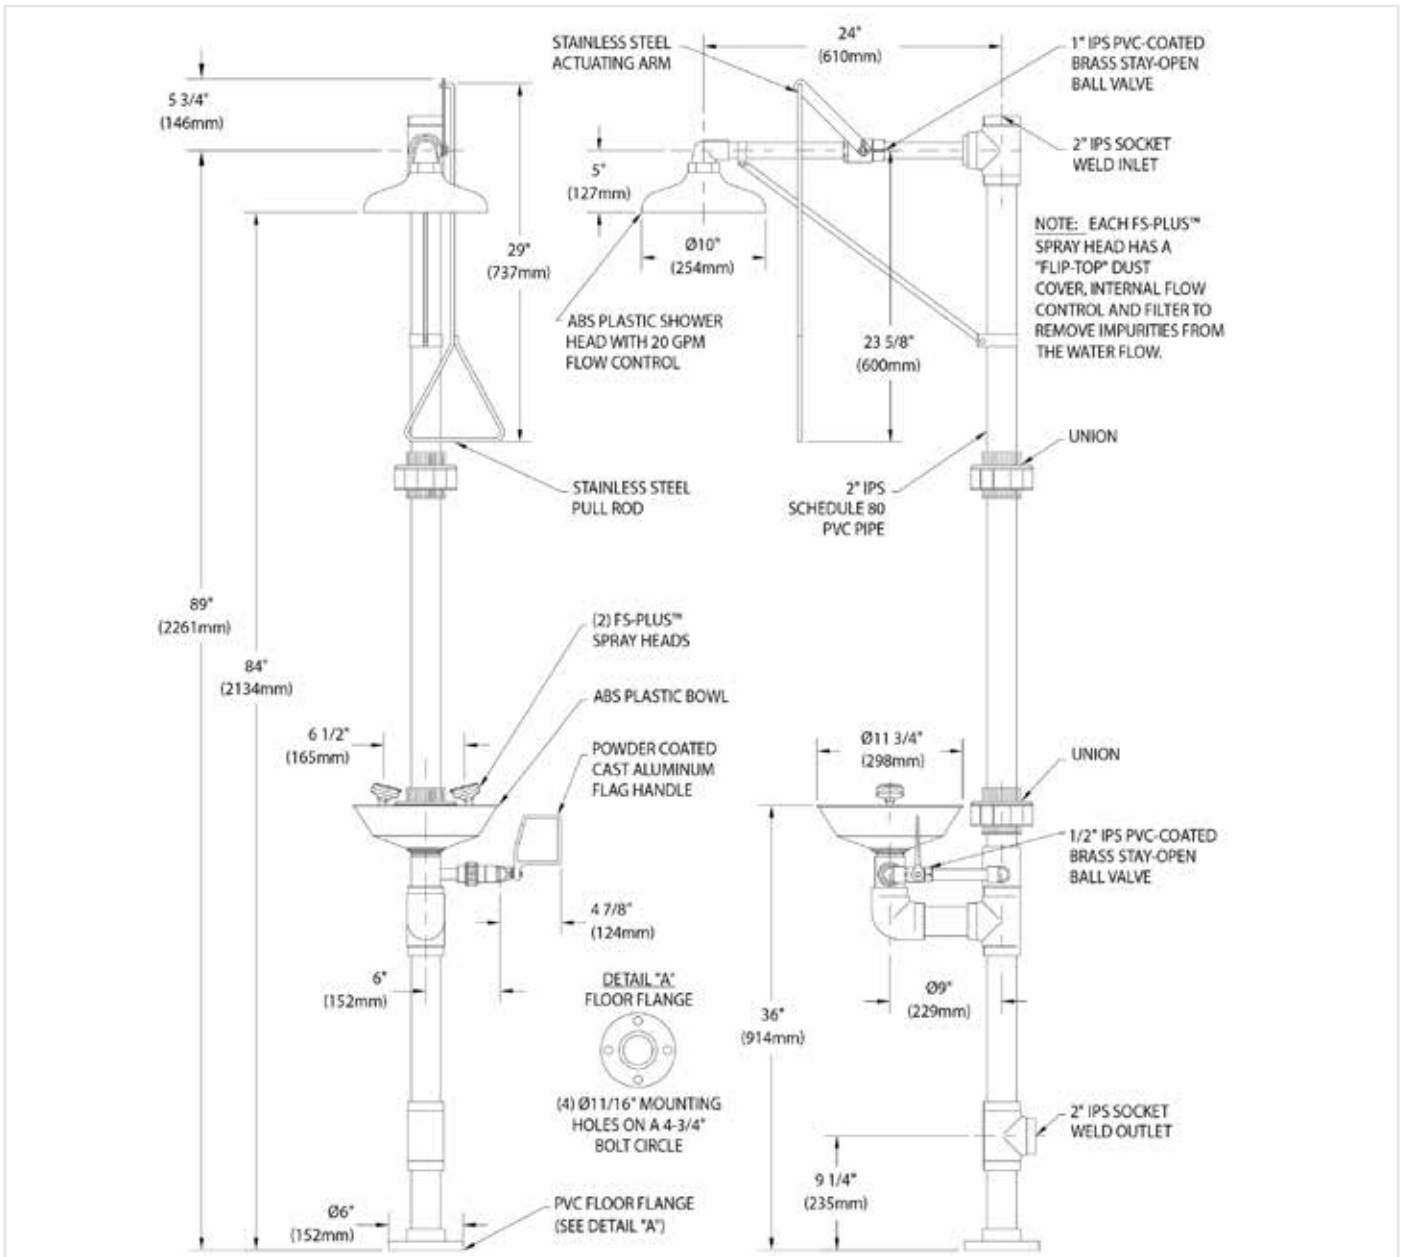 STAINLESS STEEL
ACTUATING ARM
24"
(610mm)
1" IPS PVC-COATED
BRASS STAY-OPEN
BALL VALVE
5 3/4"
(146mm)
2" IPS SOCKET
WELD INLET
5"
(127mm)
29"
(737mm)
Ø10"
(254mm)
NOTE: EACH FS-PLUS™
SPRAY HEAD HAS A
"FLIP-TOP" DUST
COVER, INTERNAL FLOW
CONTROL AND FILTER TO
REMOVE IMPURITIES FROM
THE WATER FLOW.
ABS PLASTIC SHOWER
HEAD WITH 20 GPM
FLOW CONTROL
23 5/8"
(600mm)
UNION
STAINLESS STEEL
PULL ROD
2" IPS
SCHEDULE 80
PVC PIPE
89"
(2261mm)
84"
(2134mm)
(2) FS-PLUS™
SPRAY HEADS
ABS PLASTIC BOWL
6 1/2"
(165mm)
POWDER COATED
CAST ALUMINUM
FLAG HANDLE
Ø11 3/4"
(298mm)
UNION
1/2" IPS PVC-COATED
BRASS STAY-OPEN
BALL VALVE
4 7/8"
(124mm)
6"
(152mm)
DETAIL "A"
FLOOR FLANGE
Ø9"
(229mm)
36"
(914mm)
(4) Ø11/16" MOUNTING
HOLES ON A 4-3/4"
BOLT CIRCLE
2" IPS SOCKET
WELD OUTLET
9 1/4"
(235mm)
Ø6"
(152mm)
PVC FLOOR FLANGE
(SEE DETAIL "A")